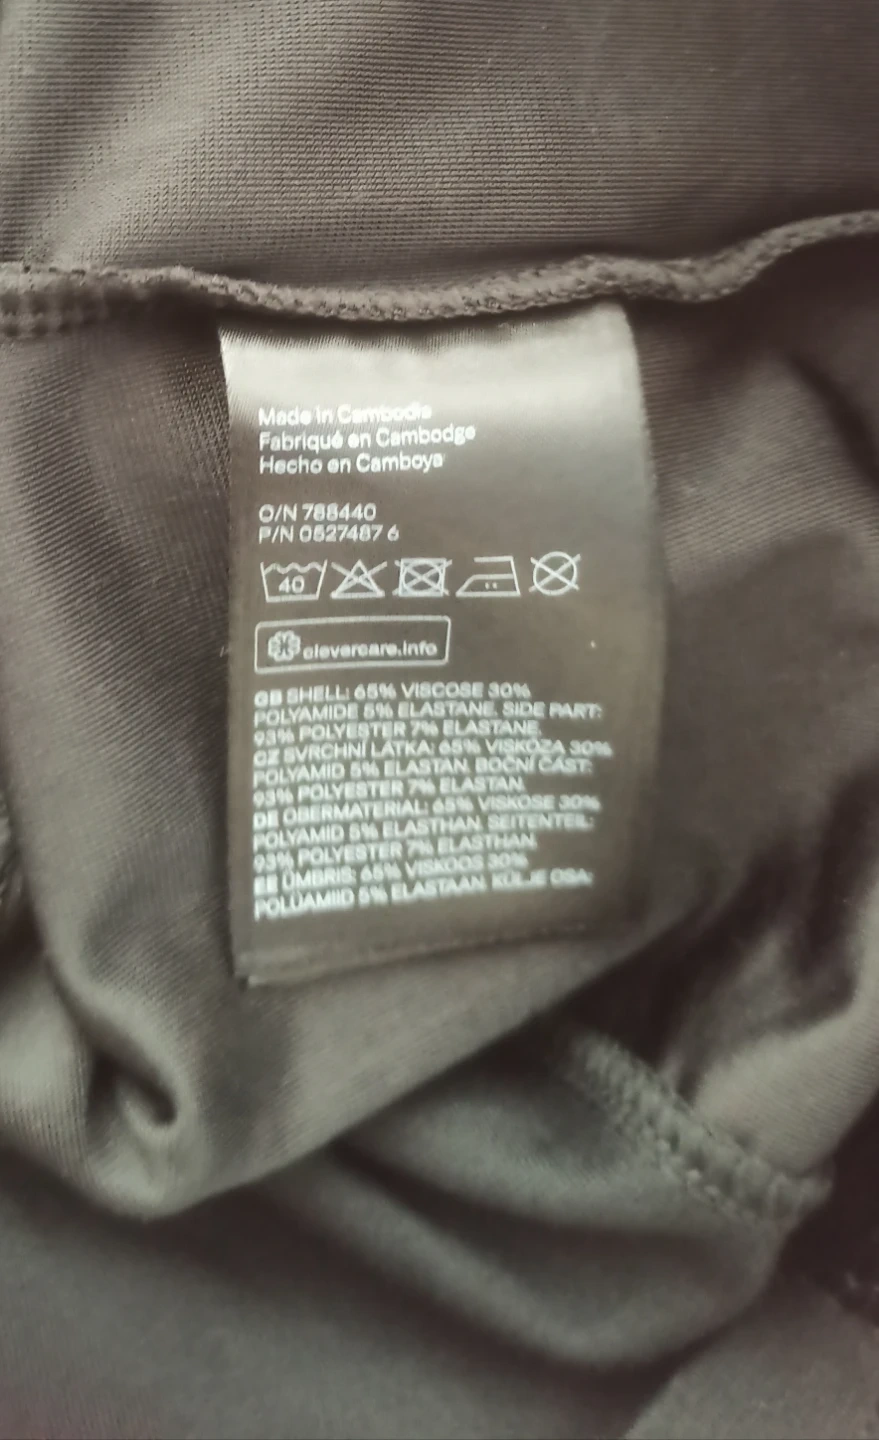 Made in Cambodia
Fabriqué en Cambodge
Hecho en Camboya
O/N 788440
P/N 0527487 6
40
clevercare.info
GB SHELL: 65% VISCOSE 30%
POLYAMIDE 5% ELASTANE. SIDE PART:
93% POLYESTER 7% ELASTANE.
CZ SVRCHNÍ LÁTKA: 65% VISKÓZA 30%
POLYAMID 5% ELASTAN. BOČNÍ ČÁST:
93% POLYESTER 7% ELASTAN.
DE OBERMATERIAL: 65% VISKOSE 30%
POLYAMID 5% ELASTHAN. SEITENTEIL:
93% POLYESTER 7% ELASTHAN.
EE ÜMBRIS: 65% VISKOOS 30%
POLÜAMIID 5% ELASTAAN. KÜLJE OSA: